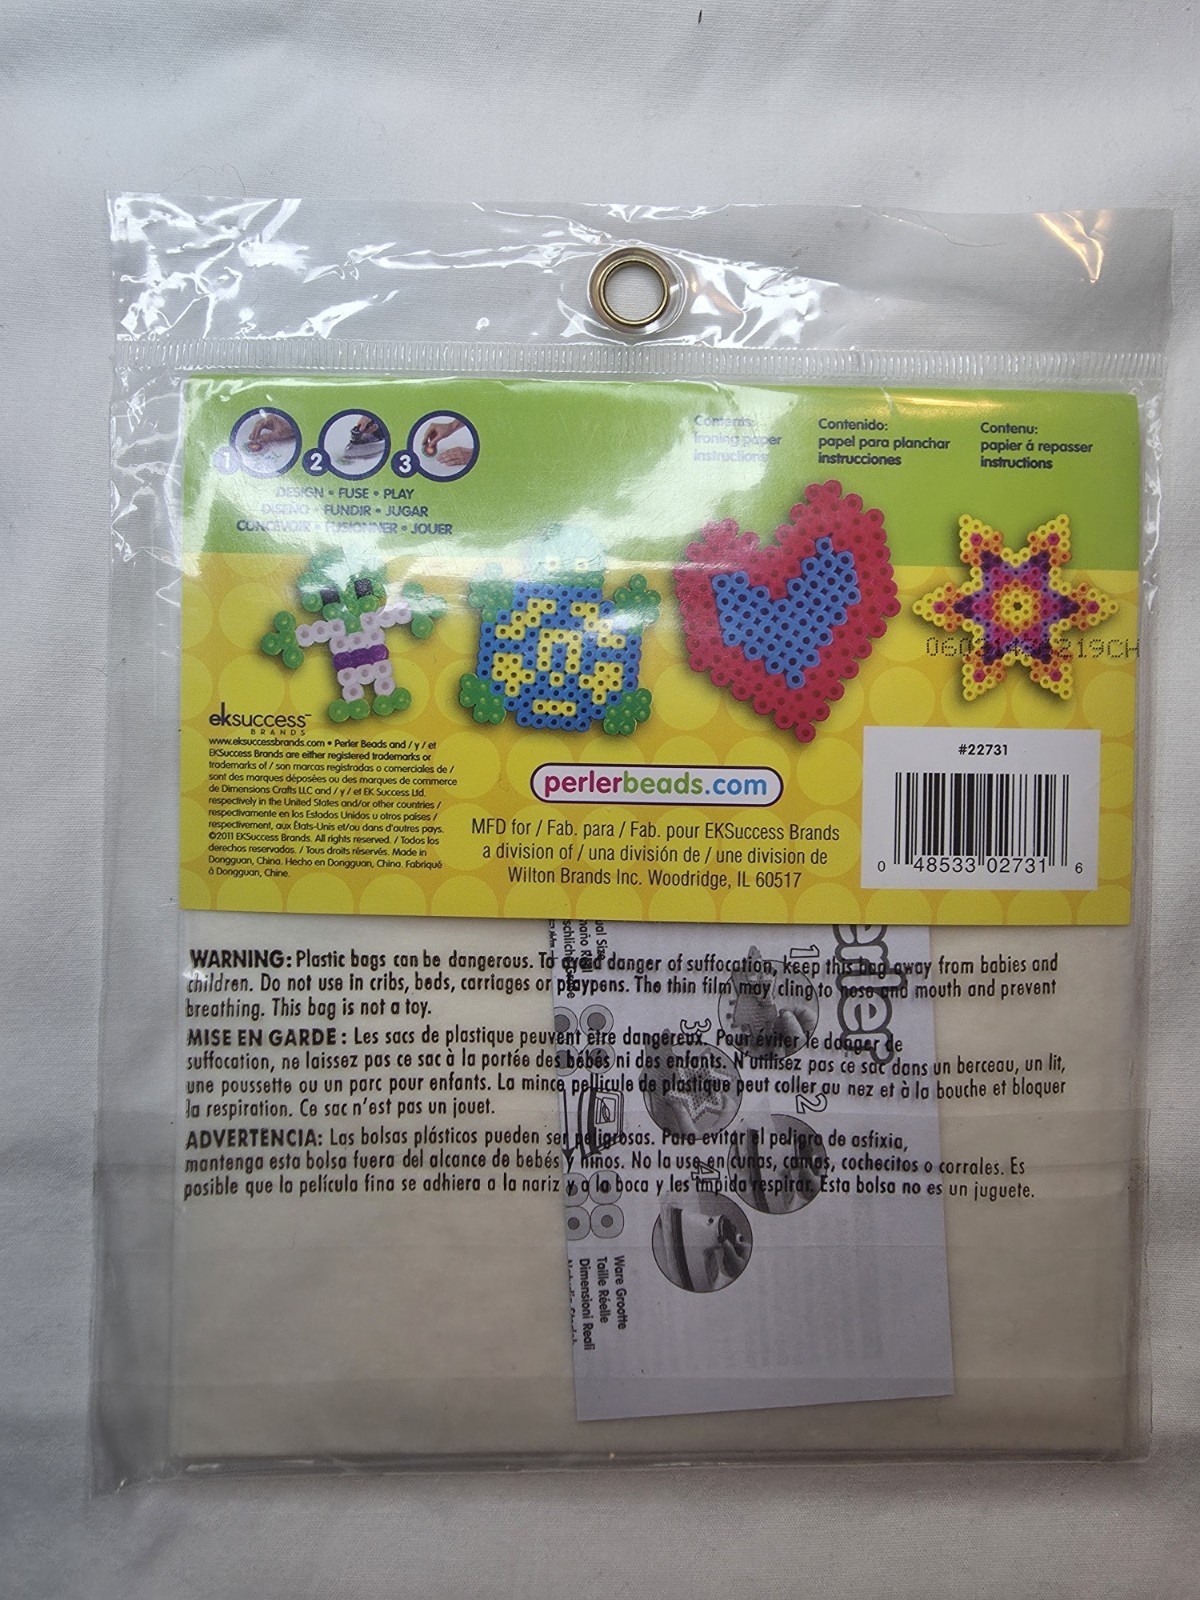 1 2 3
DESIGN • FUSE • PLAY
DISEÑO • FUNDIR • JUGAR
CONCEVOIR • FUSIONNER • JOUER
Contents:
ironing paper
instructions
Contenido:
papel para planchar
instrucciones
Contenu:
papier à repasser
instructions
219CH
eksuccess™
BRANDS
www.eksuccessbrands.com • Perler Beads and / y / et
EKSuccess Brands are either registered trademarks or
trademarks of / son marcas registradas o comerciales de /
sont des marques déposées ou des marques de commerce
de Dimensions Crafts LLC and / y / et EK Success Ltd.
respectively in the United States and/or other countries /
respectivamente en los Estados Unidos u otros países /
respectivement, aux États-Unis et/ou dans d'autres pays.
©2011 EKSuccess Brands. All rights reserved. / Todos los
derechos reservados. / Tous droits réservés. Made in
Dongguan, China. Hecho en Dongguan, China. Fabriqué
à Dongguan, Chine.
perlerbeads.com
MFD for / Fab. para / Fab. pour EKSuccess Brands
a division of / una división de / une division de
Wilton Brands Inc. Woodridge, IL 60517
#22731
0 48533 02731 6
WARNING: Plastic bags can be dangerous. To avoid danger of suffocation, keep this bag away from babies and
children. Do not use in cribs, beds, carriages or playpens. The thin film may cling to nose and mouth and prevent
breathing. This bag is not a toy.
MISE EN GARDE : Les sacs de plastique peuvent être dangereux. Pour éviter le danger de
suffocation, ne laissez pas ce sac à la portée des bébés ni des enfants. N'utilisez pas ce sac dans un berceau, un lit,
une poussette ou un parc pour enfants. La mince pellicule de plastique peut coller au nez et à la bouche et bloquer
la respiration. Ce sac n'est pas un jouet.
ADVERTENCIA: Las bolsas plásticos pueden ser peligrosas. Para evitar el peligro de asfixia,
mantenga esta bolsa fuera del alcance de bebés y niños. No la use en cunas, camas, cochecitos o corrales. Es
posible que la película fina se adhiera a la nariz y a la boca y les impida respirar. Esta bolsa no es un juguete.
erler
1
2
3
4
Ware Grootte
Taille Réelle
Dimensioni Reali